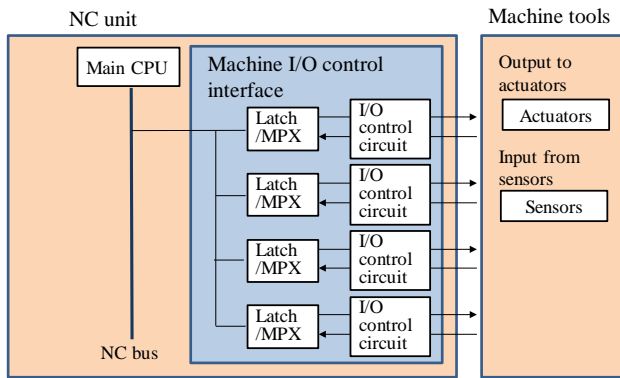 NC unit
Machine tools
Main CPU
Machine I/O control
interface
Latch
/MPX
I/O
control
circuit
Latch
/MPX
I/O
control
circuit
Latch
/MPX
I/O
control
circuit
Latch
/MPX
I/O
control
circuit
NC bus
Output to
actuators
Actuators
Input from
sensors
Sensors